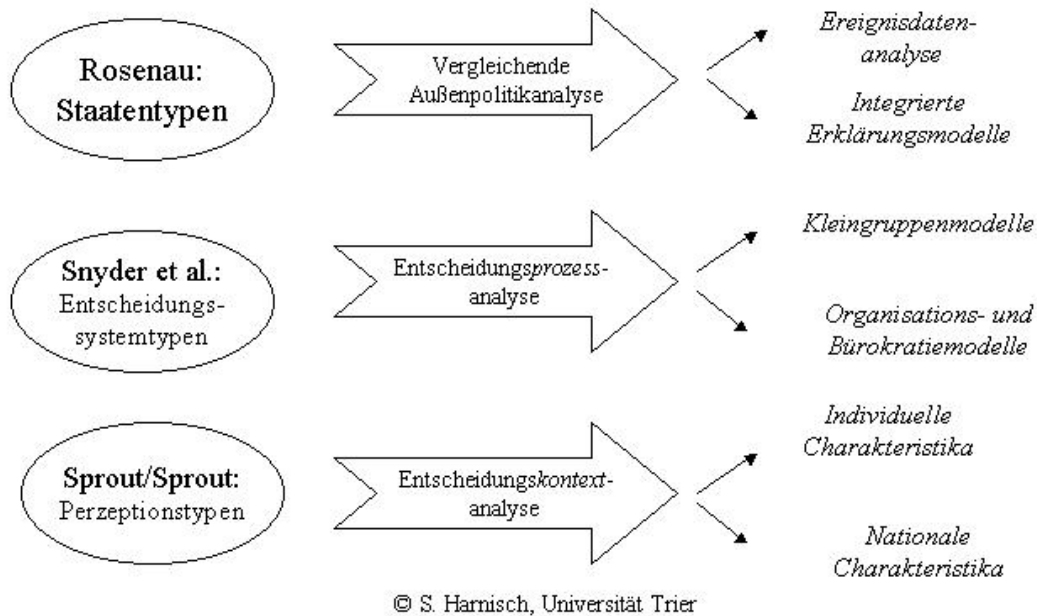 Rosenau:
Staatentypen
Vergleichende
Außenpolitikanalyse
Ereignisdaten-
analyse
Integrierte
Erklärungsmodelle
Snyder et al.:
Entscheidungs-
systemtypen
Entscheidungsprozess-
analyse
Kleingruppenmodelle
Organisations- und
Bürokratiemodelle
Sprout/Sprout:
Perzeptionstypen
Entscheidungskontext-
analyse
Individuelle
Charakteristika
Nationale
Charakteristika
© S. Harnisch, Universität Trier